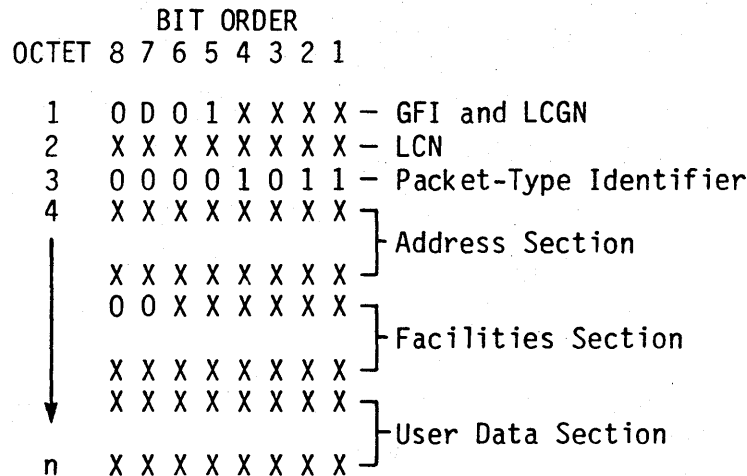 BIT ORDER
OCTET 8 7 6 5 4 3 2 1
1 0 D 0 1 X X X X – GFI and LCGN
2 X X X X X X X X – LCN
3 0 0 0 0 1 0 1 1 – Packet-Type Identifier
4 X X X X X X X X
Address Section
X X X X X X X X
0 0 X X X X X X
Facilities Section
X X X X X X X X
X X X X X X X X
User Data Section
n X X X X X X X X